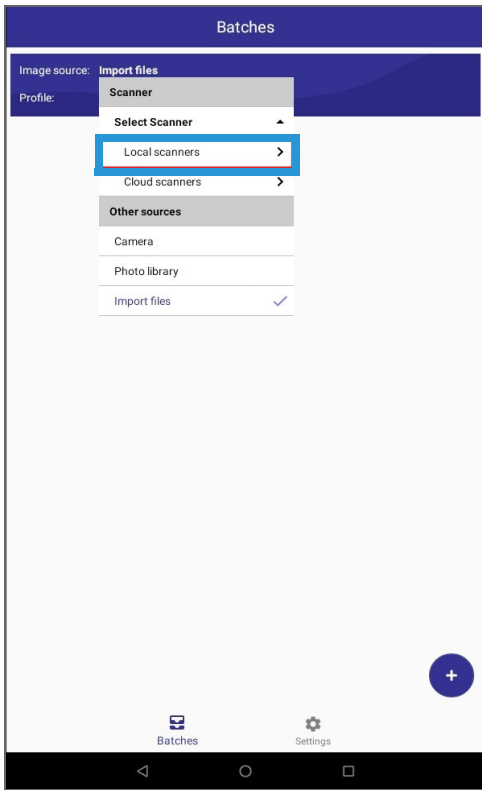 Batches
Image source: Import files
Profile:
Scanner
Select Scanner
Local scanners
Cloud scanners
Other sources
Camera
Photo library
Import files
+
Batches
Settings